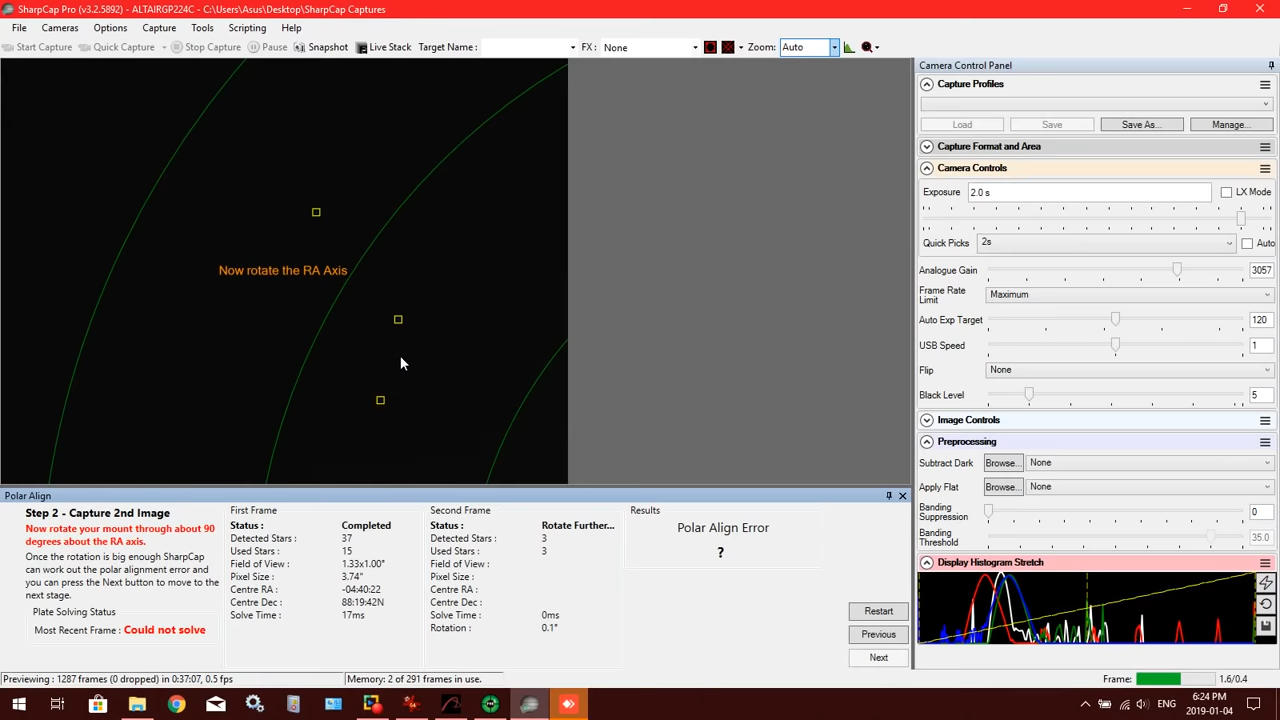 SharpCap Pro (v3.2.5892) - ALTAIRGP224C - C:\Users\Asus\Desktop\SharpCap Captures
File Cameras Options Capture Tools Scripting Help
Start Capture Quick Capture Stop Capture Pause Snapshot Live Stack Target Name : FX : None Zoom: Auto
Now rotate the RA Axis
Camera Control Panel
Capture Profiles
Load Save Save As... Manage...
Capture Format and Area
Camera Controls
Exposure 2.0 s LX Mode
Quick Picks 2s Auto
Analogue Gain 3057
Frame Rate Limit Maximum
Auto Exp Target 120
USB Speed 1
Flip None
Black Level 5
Image Controls
Preprocessing
Subtract Dark Browse... None
Apply Flat Browse... None
Banding Suppression 0
Banding Threshold 35.0
Display Histogram Stretch
Polar Align
Step 2 - Capture 2nd Image
Now rotate your mount through about 90
degrees about the RA axis.
Once the rotation is big enough SharpCap
can work out the polar alignment error and
you can press the Next button to move to the
next stage.
Plate Solving Status
Most Recent Frame : Could not solve
First Frame
Status : Completed
Detected Stars : 37
Used Stars : 15
Field of View : 1.33x1.00°
Pixel Size : 3.74"
Centre RA : -04:40:22
Centre Dec : 88:19:42N
Solve Time : 17ms
Second Frame
Status : Rotate Further...
Detected Stars : 3
Used Stars : 3
Field of View :
Pixel Size :
Centre RA :
Centre Dec :
Solve Time : 0ms
Rotation : 0.1°
Results
Polar Align Error
?
Restart
Previous
Next
Previewing : 1287 frames (0 dropped) in 0:37:07, 0.5 fps Memory: 2 of 291 frames in use. Frame: 1.6/0.4
ENG 6:24 PM
2019-01-04